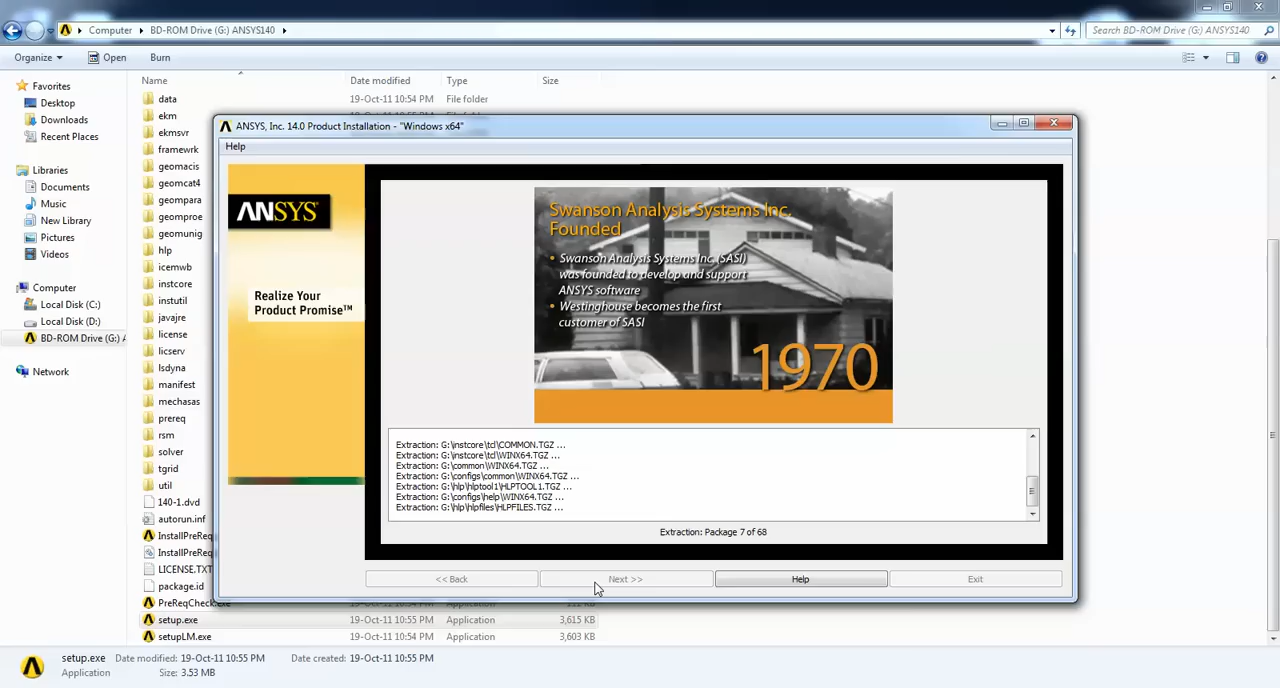 Computer
BD-ROM Drive (G:) ANSYS140
Search BD-ROM Drive (G:) ANSYS140
Organize
Open
Burn
Favorites
Desktop
Downloads
Recent Places
Libraries
Documents
Music
New Library
Pictures
Videos
Computer
Local Disk (C:)
Local Disk (D:)
BD-ROM Drive (G:) A
Network
Name Date modified Type Size
data 19-Oct-11 10:54 PM File folder
ekm
ekmsvr
framewrk
geomacis
geomcat4
geompara
geomproe
geomunig
hlp
icemwb
instcore
instutil
javajre
license
licserv
lsdyna
manifest
mechasas
prereq
rsm
solver
tgrid
util
140-1.dvd
autorun.inf
InstallPreReq
InstallPreReq
LICENSE.TXT
package.id
PreReqCheck.exe
setup.exe 19-Oct-11 10:55 PM Application 3,615 KB
setupLM.exe 19-Oct-11 10:54 PM Application 3,603 KB
ANSYS, Inc. 14.0 Product Installation - "Windows x64"
Help
ANSYS®
Realize Your
Product Promise™
Swanson Analysis Systems Inc.
Founded
• Swanson Analysis Systems Inc. (SASI)
was founded to develop and support
ANSYS software
• Westinghouse becomes the first
customer of SASI
1970
Extraction: G:\instcore\tcl\COMMON.TGZ ...
Extraction: G:\instcore\tcl\WINX64.TGZ ...
Extraction: G:\common\WINX64.TGZ ...
Extraction: G:\configs\common\WINX64.TGZ ...
Extraction: G:\hlp\hlptool1\HLPTOOL1.TGZ ...
Extraction: G:\configs\help\WINX64.TGZ ...
Extraction: G:\hlp\hlpfiles\HLPFILES.TGZ ...
Extraction: Package 7 of 68
<< Back
Next >>
Help
Exit
setup.exe Date modified: 19-Oct-11 10:55 PM Date created: 19-Oct-11 10:55 PM
Application Size: 3.53 MB